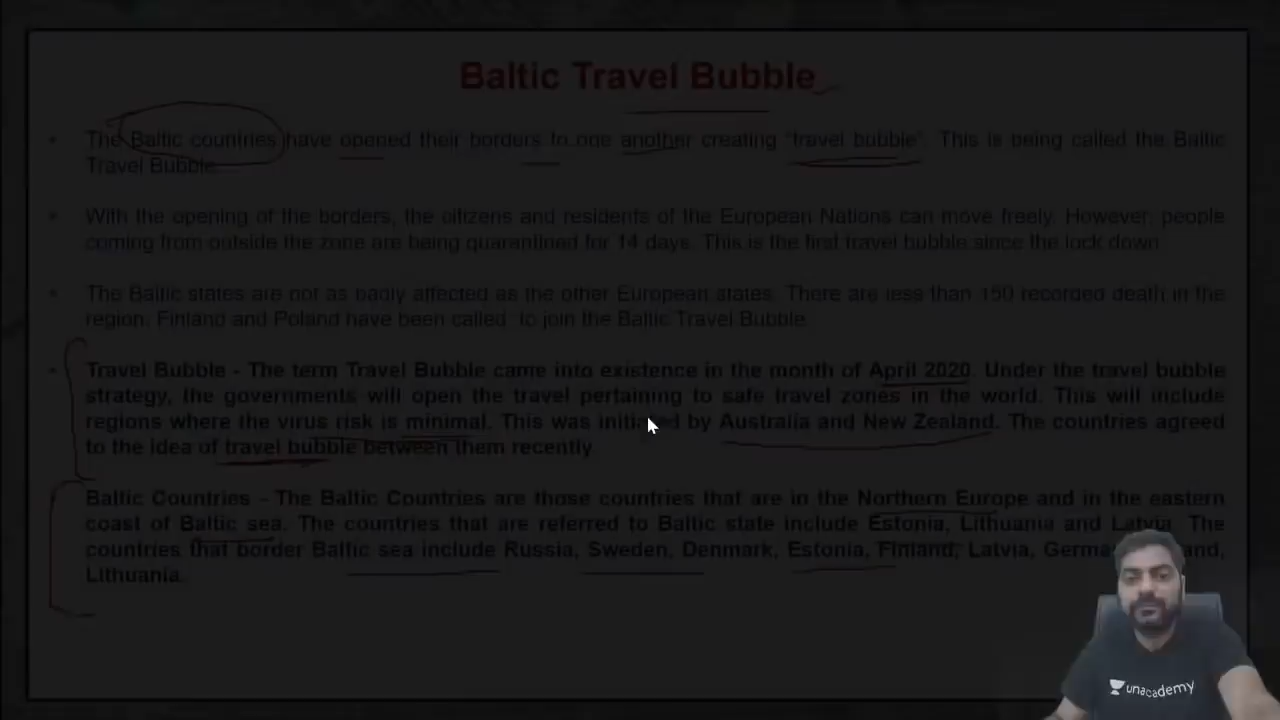 Baltic Travel Bubble
• The Baltic countries have opened their borders to one another creating "travel bubble". This is being called the Baltic
Travel Bubble.
• With the opening of the borders, the citizens and residents of the European Nations can move freely. However, people
coming from outside the zone are being quarantined for 14 days. This is the first travel bubble since the lock down.
• The Baltic states are not as badly affected as the other European states. There are less than 150 recorded death in the
region. Finland and Poland have been called to join the Baltic Travel Bubble.
• Travel Bubble - The term Travel Bubble came into existence in the month of April 2020. Under the travel bubble
strategy, the governments will open the travel pertaining to safe travel zones in the world. This will include
regions where the virus risk is minimal. This was initiated by Australia and New Zealand. The countries agreed
to the idea of travel bubble between them recently.
Baltic Countries - The Baltic Countries are those countries that are in the Northern Europe and in the eastern
coast of Baltic sea. The countries that are referred to Baltic state include Estonia, Lithuania and Latvia. The
countries that border Baltic sea include Russia, Sweden, Denmark, Estonia, Finland, Latvia,
Lithuania.
unacademy